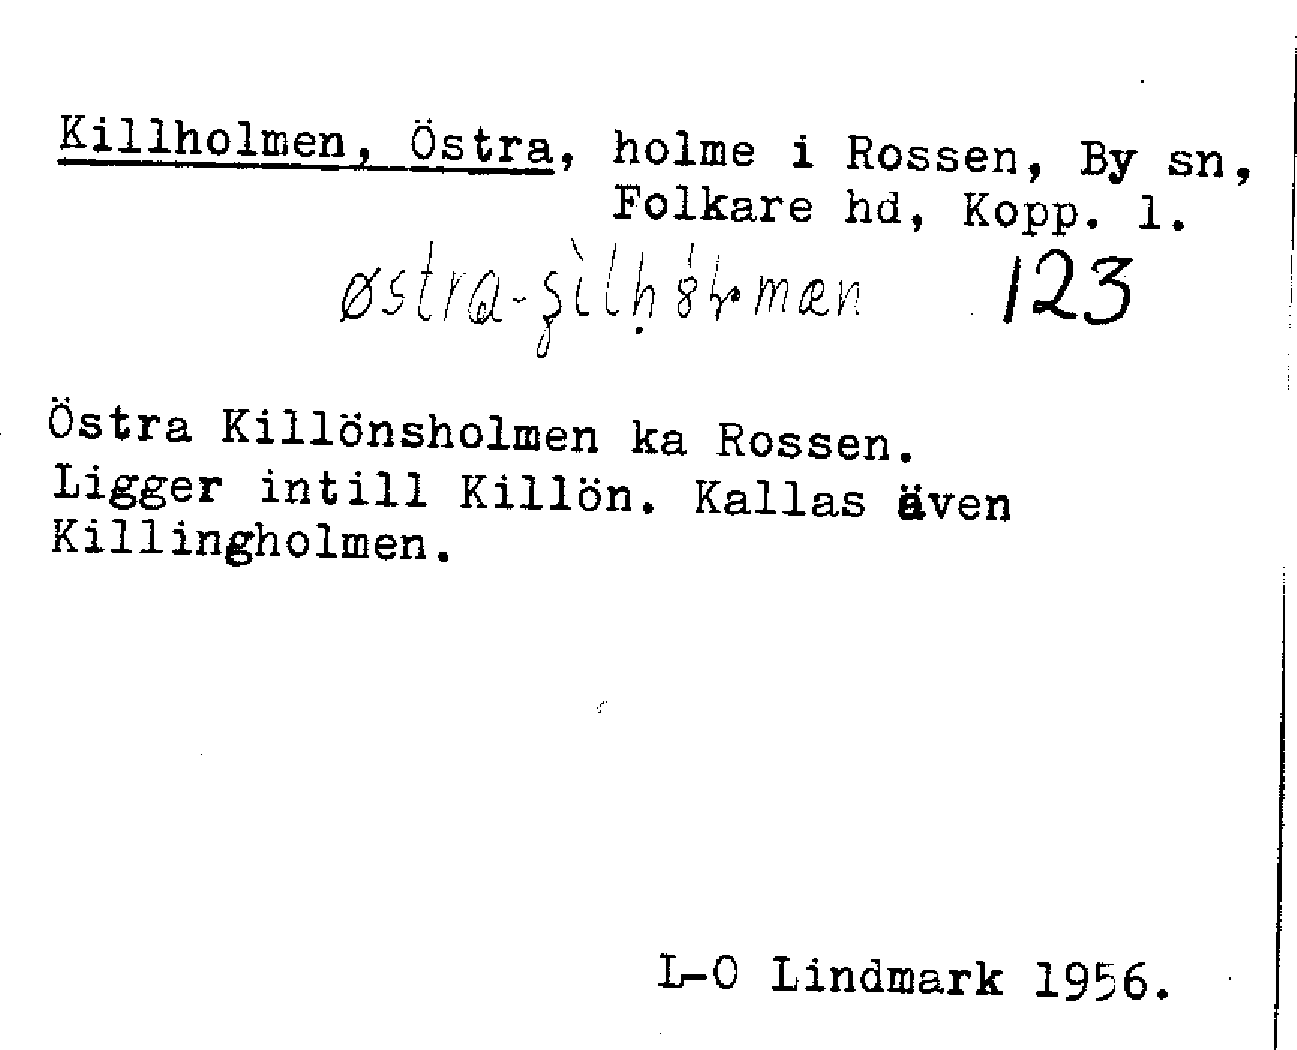 Killholmen, Östra, holme i Rossen, By sn,
Folkare hd, Kopp. l.
123
Östra Killönsholmen ka Rossen.
Ligger intill Killön. Kallas även
Killingholmen.
L-O Lindmark 1956.